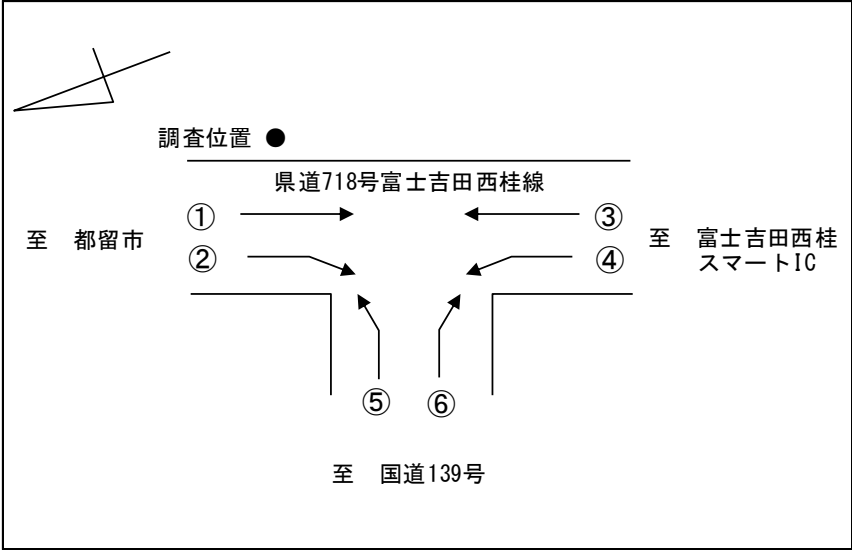 調査位置 ●
県道718号富士吉田西桂線
①
③
至 都留市
至 富士吉田西桂
スマートIC
②
④
⑤
⑥
至 国道139号